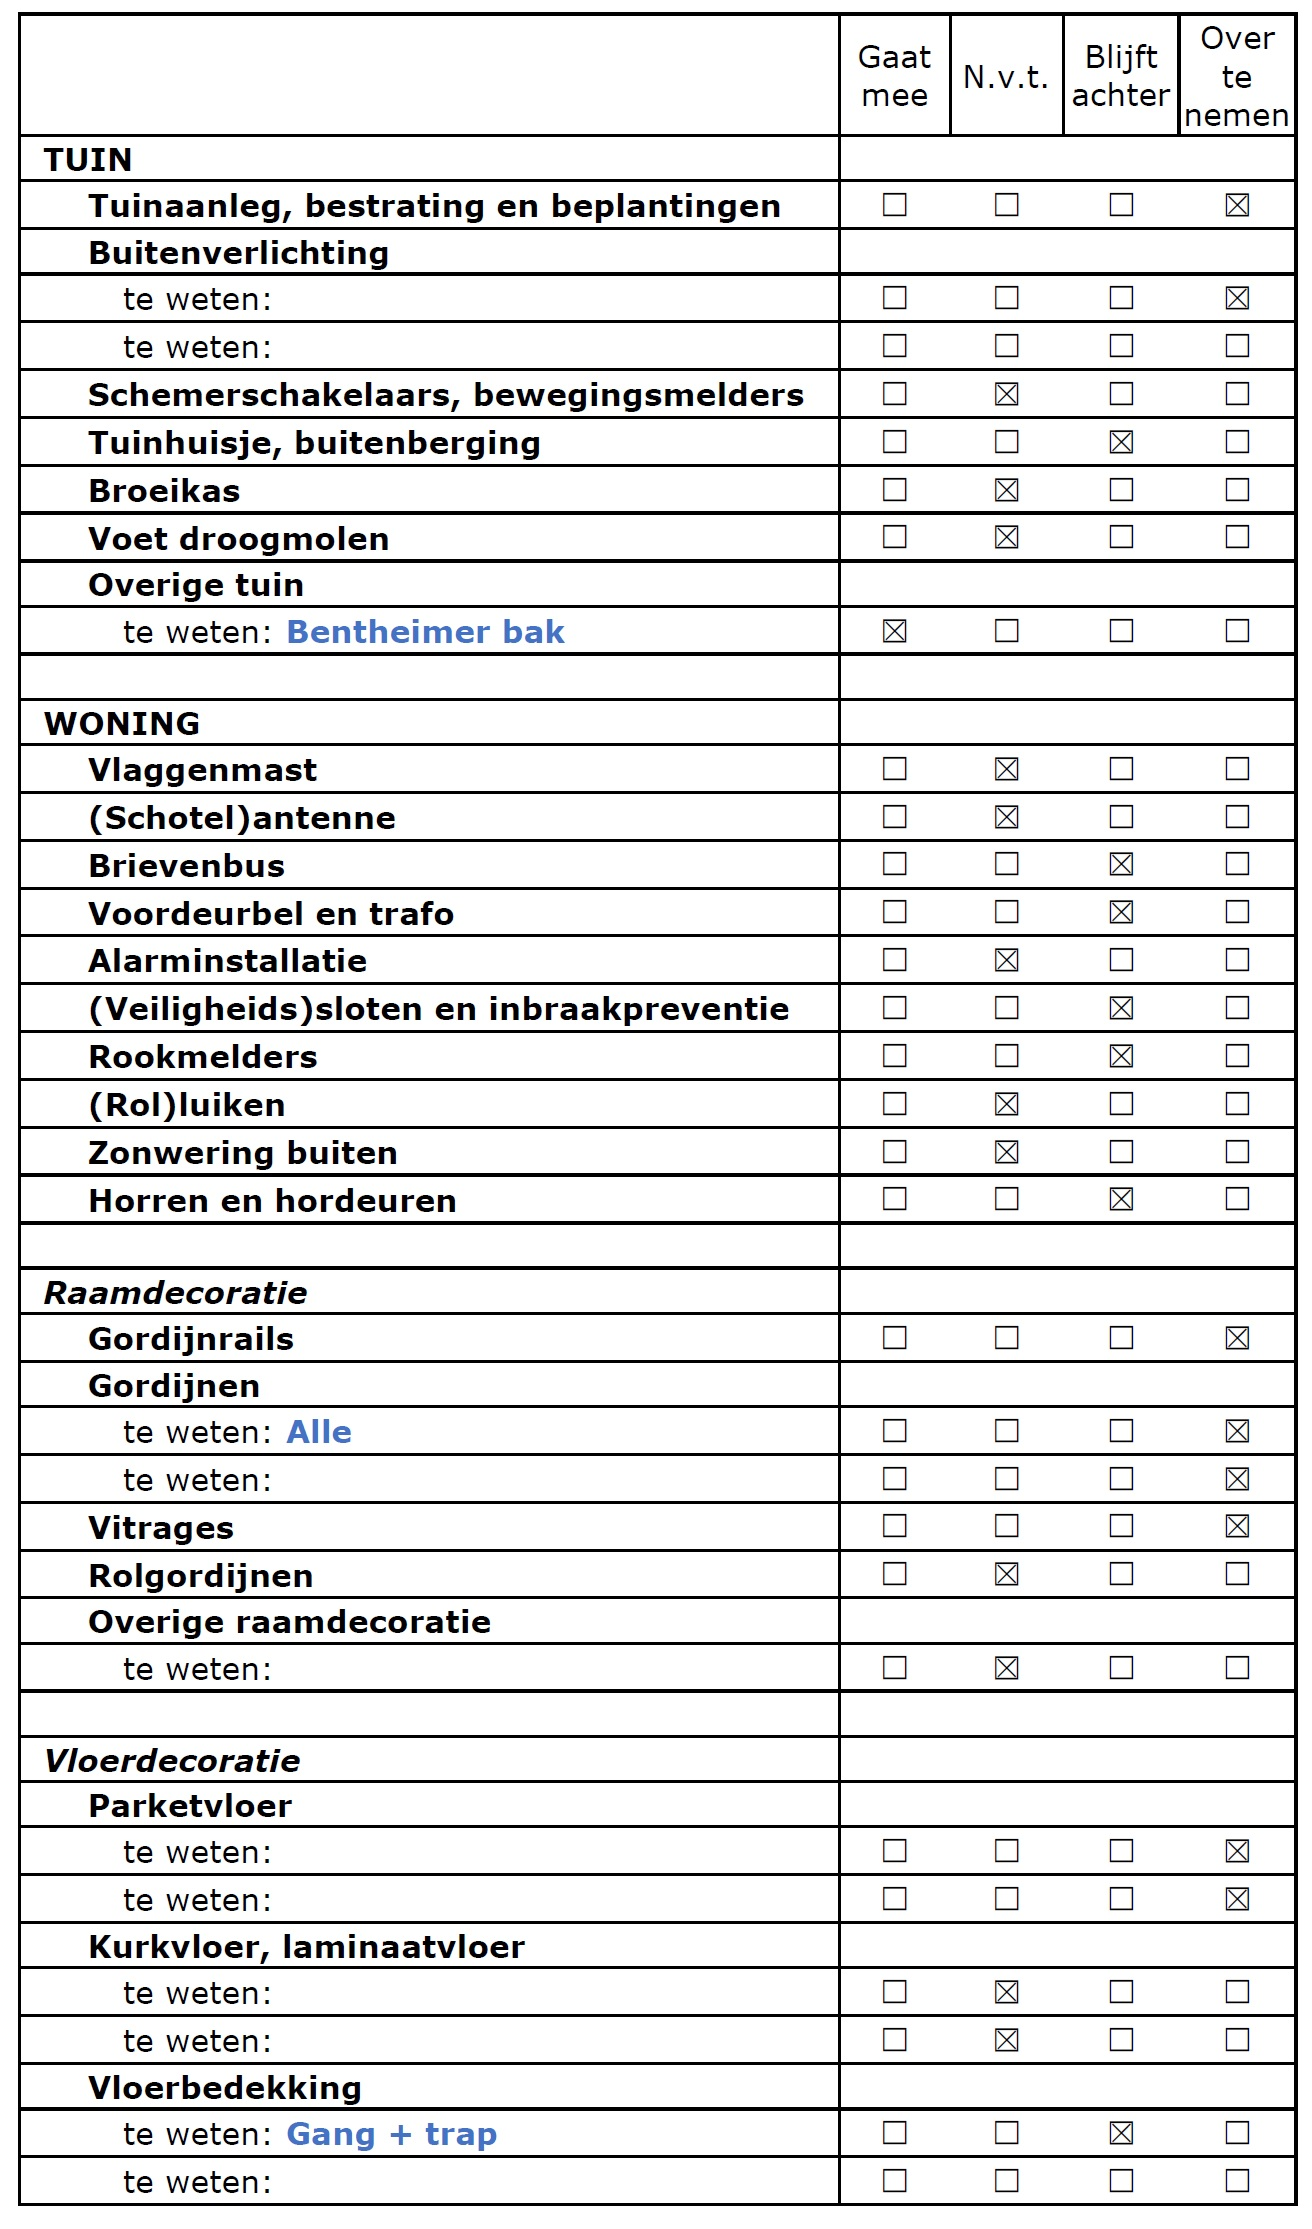 Gaat mee N.v.t. Blijft achter Over te nemen
TUIN
Tuinaanleg, bestrating en beplantingen ☐ ☐ ☐ ☒
Buitenverlichting
te weten: ☐ ☐ ☐ ☒
te weten: ☐ ☐ ☐ ☐
Schemerschakelaars, bewegingsmelders ☐ ☒ ☐ ☐
Tuinhuisje, buitenberging ☐ ☐ ☒ ☐
Broeikas ☐ ☒ ☐ ☐
Voet droogmolen ☐ ☒ ☐ ☐
Overige tuin
te weten: Bentheimer bak ☒ ☐ ☐ ☐
WONING
Vlaggenmast ☐ ☒ ☐ ☐
(Schotel)antenne ☐ ☒ ☐ ☐
Brievenbus ☐ ☐ ☒ ☐
Voordeurbel en trafo ☐ ☐ ☒ ☐
Alarminstallatie ☐ ☒ ☐ ☐
(Veiligheids)sloten en inbraakpreventie ☐ ☐ ☒ ☐
Rookmelders ☐ ☐ ☒ ☐
(Rol)luiken ☐ ☒ ☐ ☐
Zonwering buiten ☐ ☒ ☐ ☐
Horren en hordeuren ☐ ☐ ☒ ☐
Raamdecoratie
Gordijnrails ☐ ☐ ☐ ☒
Gordijnen
te weten: Alle ☐ ☐ ☐ ☒
te weten: ☐ ☐ ☐ ☒
Vitrages ☐ ☐ ☐ ☒
Rolgordijnen ☐ ☒ ☐ ☐
Overige raamdecoratie
te weten: ☐ ☒ ☐ ☐
Vloerdecoratie
Parketvloer
te weten: ☐ ☐ ☐ ☒
te weten: ☐ ☐ ☐ ☒
Kurkvloer, laminaatvloer
te weten: ☐ ☒ ☐ ☐
te weten: ☐ ☒ ☐ ☐
Vloerbedekking
te weten: Gang + trap ☐ ☐ ☒ ☐
te weten: ☐ ☐ ☐ ☐